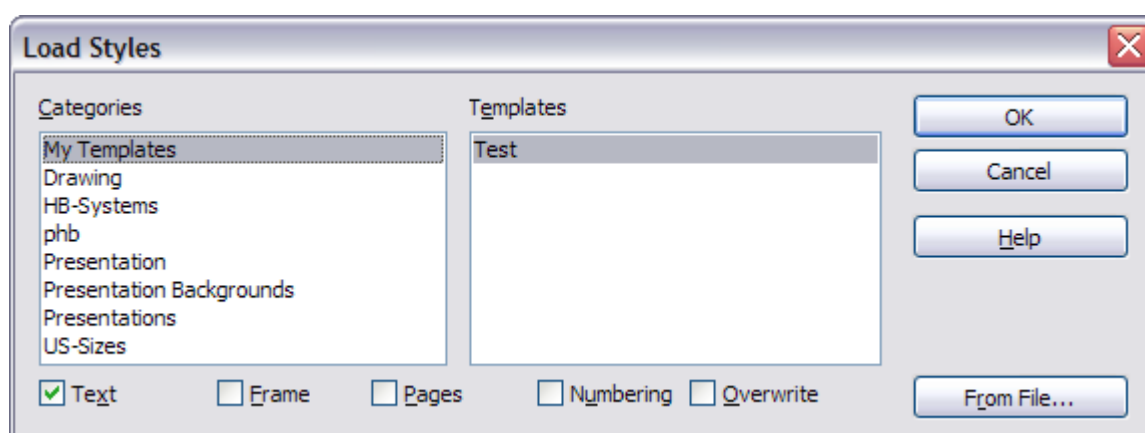 Load Styles
Categories
My Templates
Drawing
HB-Systems
phb
Presentation
Presentation Backgrounds
Presentations
US-Sizes
Templates
Test
OK
Cancel
Help
Text Frame Pages Numbering Overwrite
From File...